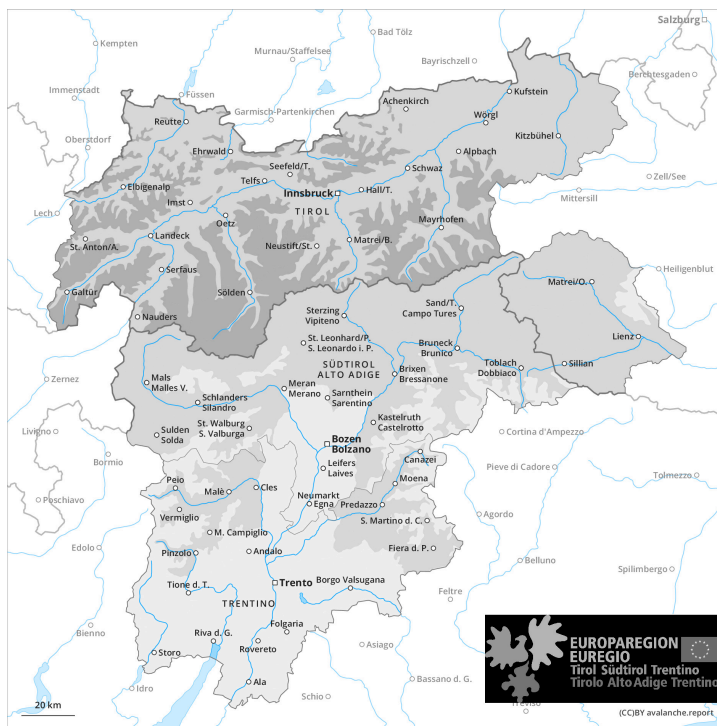 Salzburg
Kempten
Bad Tölz
Murnau/Staffelsee
Bayrischzell
Berchtesgaden
Immenstadt
Füssen
Achenkirch
Kufstein
Garmisch-Partenkirchen
Reutte
Wörgl
Oberstdorf
Kitzbühel
Ehrwald
Alpbach
Seefeld/T.
Schwaz
Zell/See
Telfs
Elbigenalp
Innsbruck
Hall/T.
Mittersill
Imst
TIROL
Lech
Oetz
Mayrhofen
St. Anton/A.
Landeck
Neustift/St.
Matrei/B.
Serfaus
Heiligenblut
Galtür
Sölden
Matrei/O.
Sand/T.
Campo Tures
Nauders
Sterzing
Vipiteno
Lienz
St. Leonhard/P.
S. Leonardo i. P.
Bruneck
Brunico
SÜDTIROL
ALTO ADIGE
Toblach
Dobbiaco
Sillian
Brixen
Bressanone
Zernez
Mals
Malles V.
Meran
Merano
Sarnthein
Sarentino
Schlanders
Silandro
Kastelruth
Castelrotto
St. Walburg
S. Valburga
Livigno
Sulden
Solda
Cortina d'Ampezzo
Bozen
Bolzano
Bormio
Canazei
Leifers
Laives
Pieve di Cadore
Tolmezzo
Peio
Moena
Malè
Cles
Neumarkt
Egna
Predazzo
Poschiavo
Vermiglio
Agordo
S. Martino d. C.
M. Campiglio
Edolo
Pinzolo
Andalo
Fiera d. P.
Belluno
Spilimbergo
Tione d. T.
Trento
Borgo Valsugana
Feltre
TRENTINO
Folgaria
Bienno
Riva d. G.
Rovereto
Asiago
Storo
Idro
Ala
Schio
Bassano d. G.
Treviso
EUROPAREGION
EUREGIO
Tirol Südtirol Trentino
Tirolo Alto Adige Trentino
20 km
(CC)BY avalanche.report